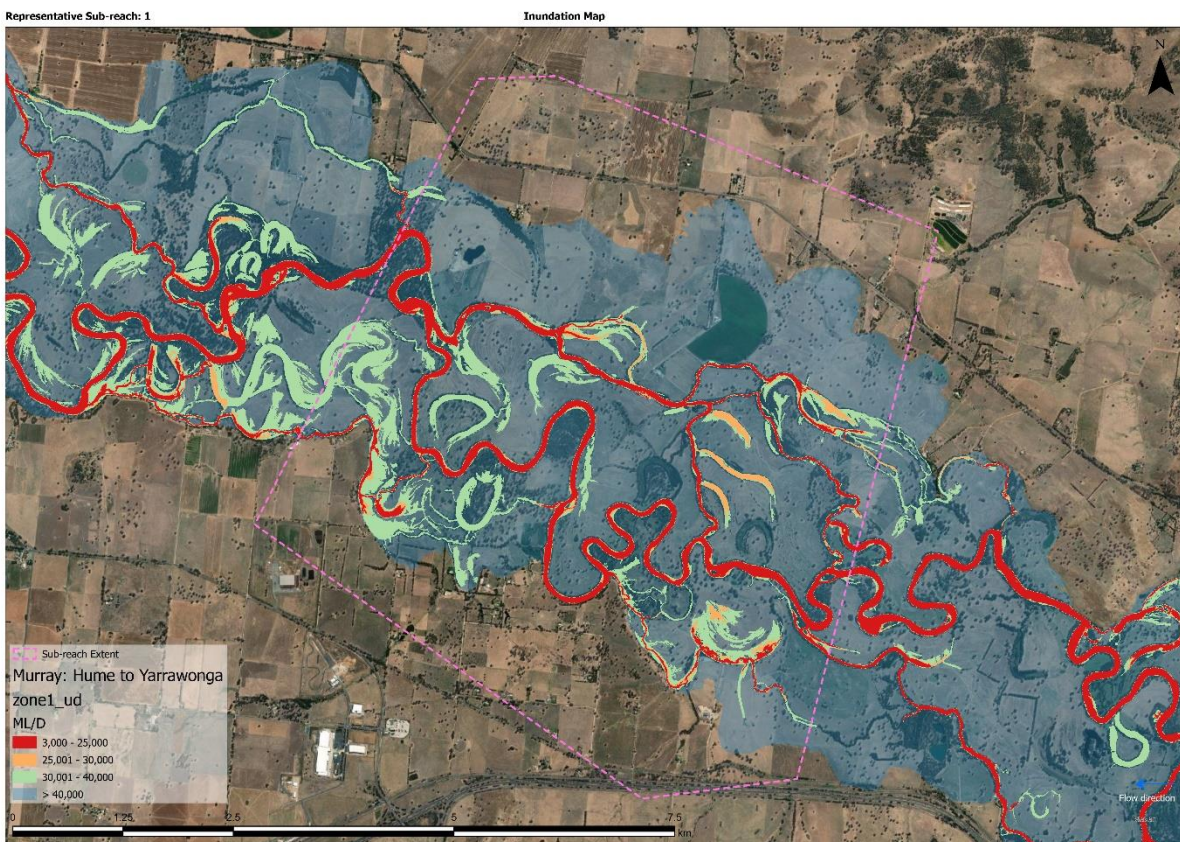 Representative Sub-reach: 1
Inundation Map
N
Sub-reach Extent
Murray: Hume to Yarrawonga
zone1_ud
ML/D
3,000 - 25,000
25,001 - 30,000
30,001 - 40,000
> 40,000
Flow direction
0 1.25 2.5 5 7.5
km